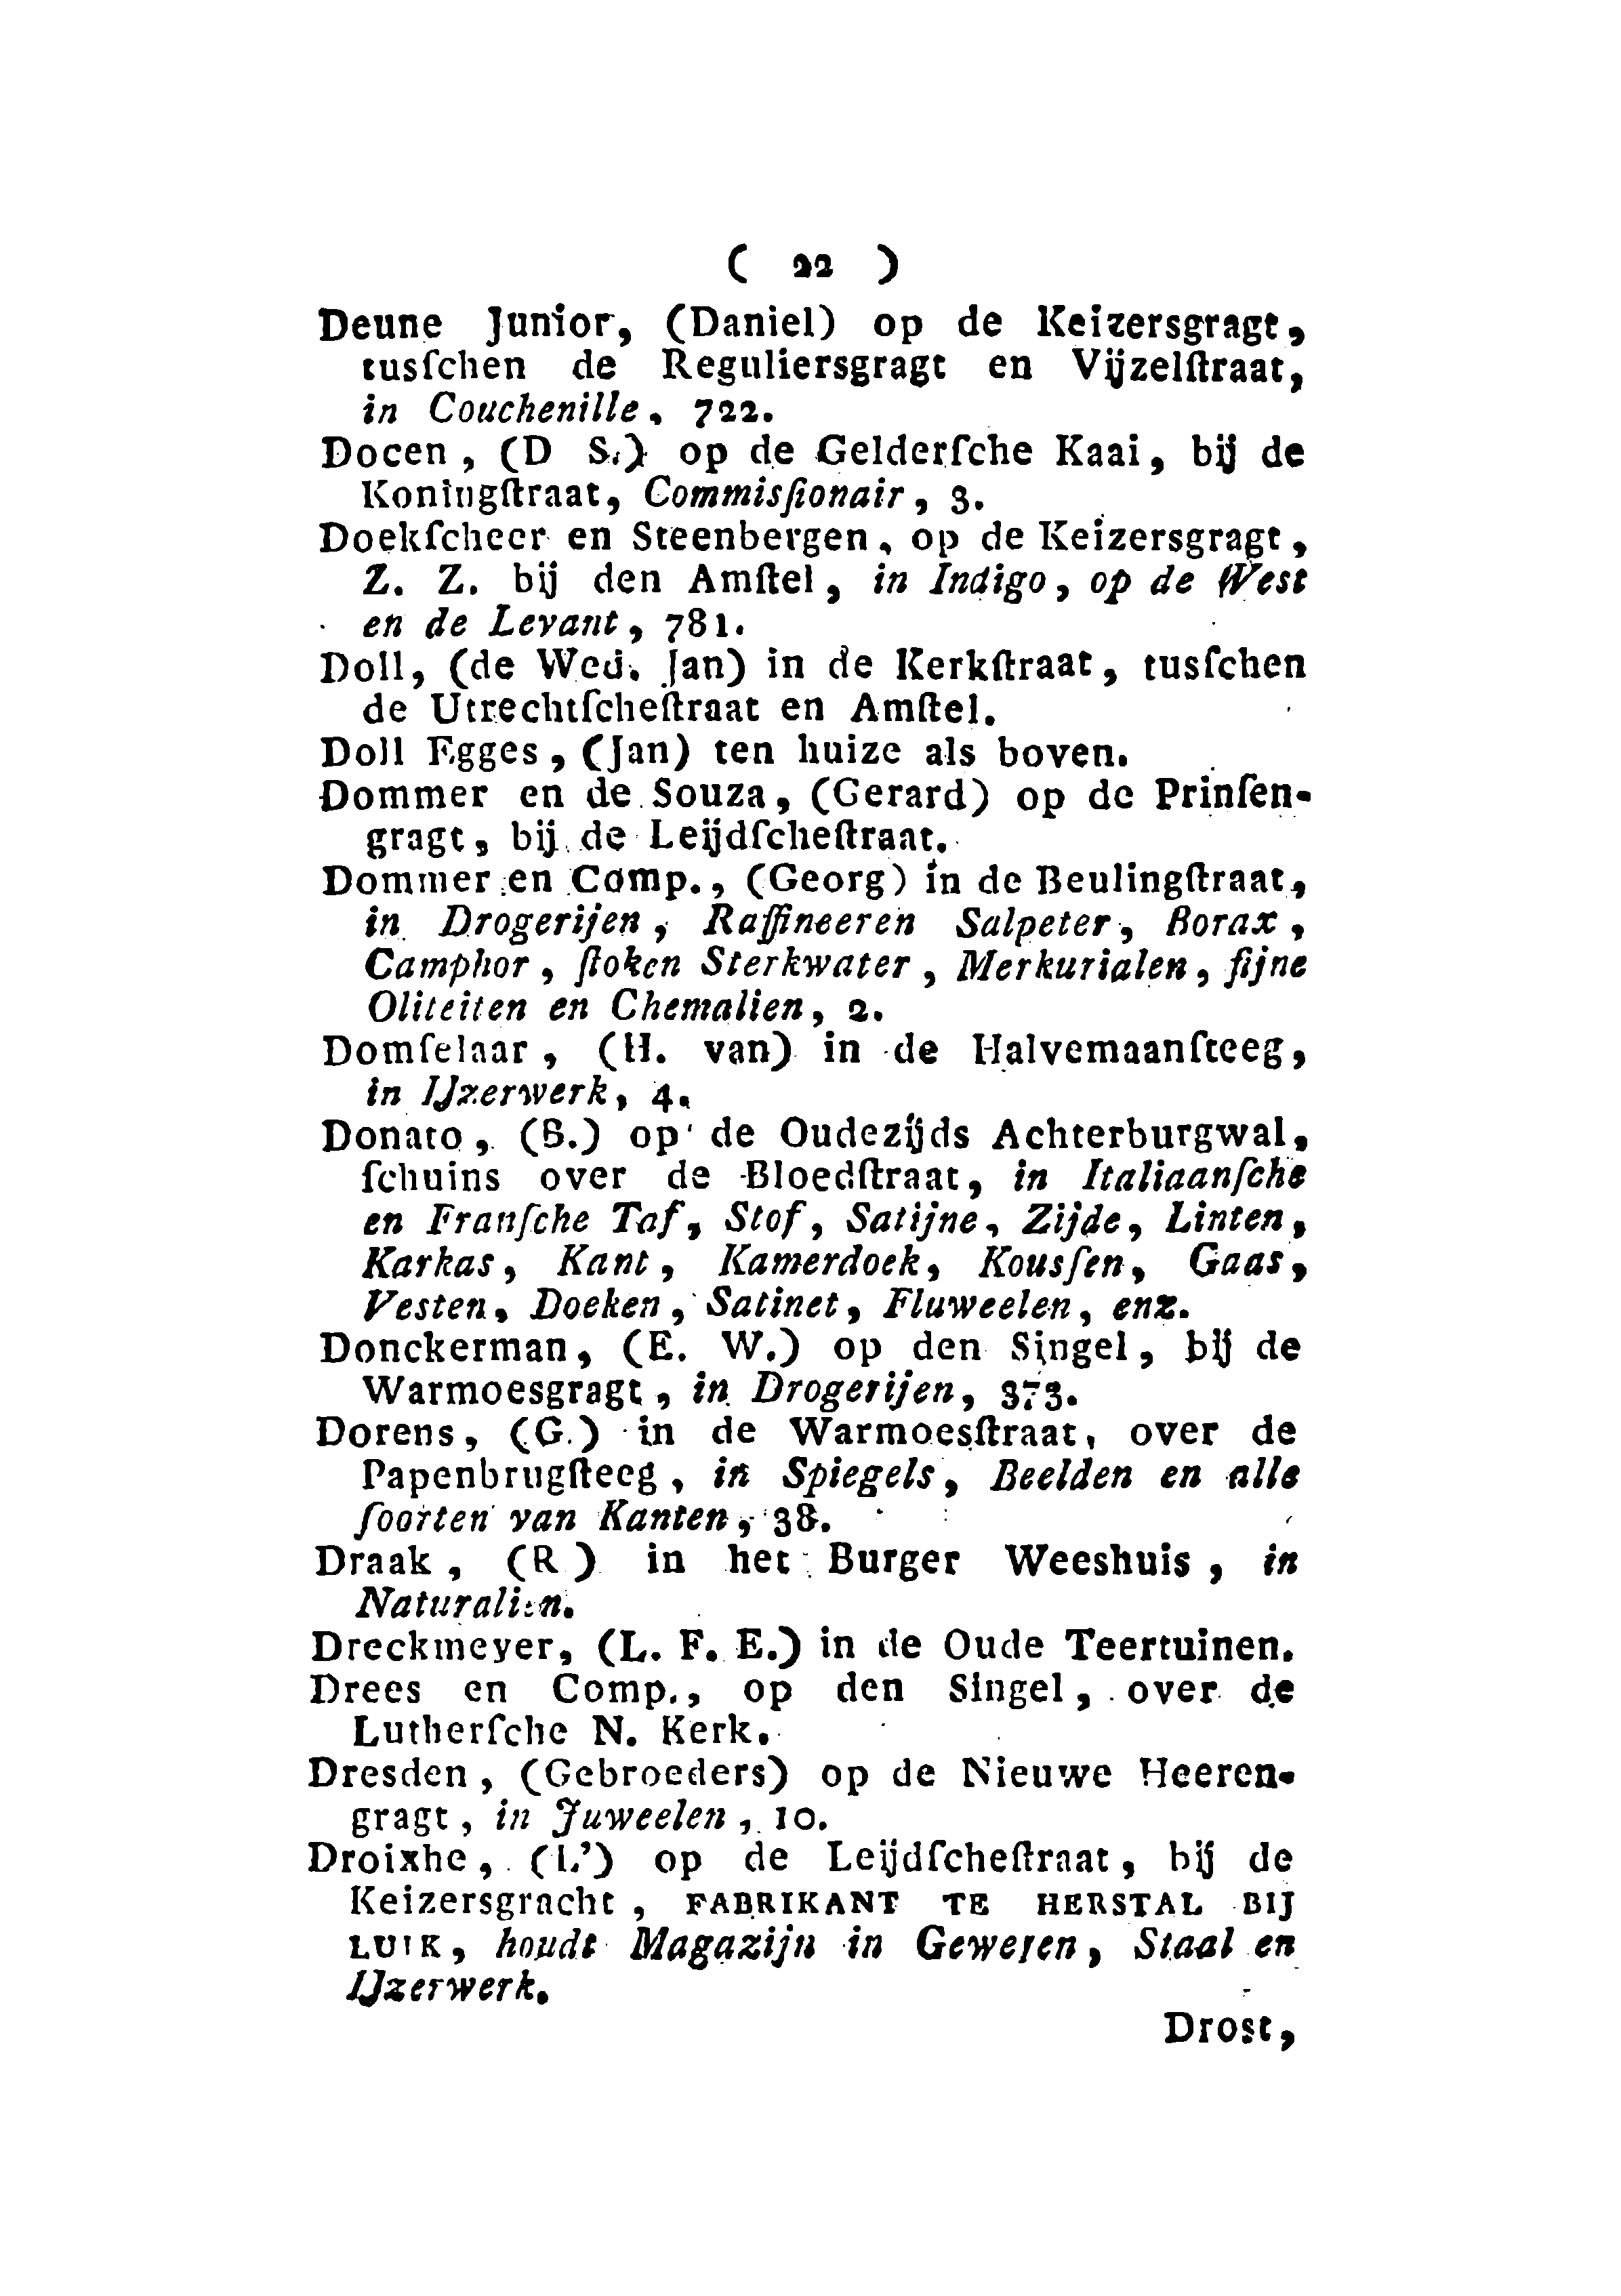 ( 22 )
Deune Junior, (Daniel) op de Keizersgragt,
tusſchen de Reguliersgragt en Vijzelſtraat,
in Couchenille, 722.
Docen, (D S.) op de Gelderſche Kaai, bij de
Koningſtraat, Commisſionair, 3.
Doekſcheer en Steenbergen, op de Keizersgragt,
Z. Z. bij den Amſtel, in Indigo, op de West
en de Levant, 781.
Doll, (de Wed. Jan) in de Kerkſtraat, tusſchen
de Utrechtſcheſtraat en Amſtel.
Doll Egges, (Jan) ten huize als boven.
Dommer en de Souza, (Gerard) op de Prinſen-
gragt, bij de Leijdſcheſtraat.
Dommer en Comp., (Georg) in de Beulingſtraat,
in Drogerijen, Raffineeren Salpeter, Borax,
Camphor, ſtoken Sterkwater, Merkurialen, fijne
Oliteiten en Chemalien, 2.
Domſelaar, (H. van) in de Halvemaanſteeg,
in IJzerwerk, 4.
Donato, (B.) op de Oudezijds Achterburgwal,
ſchuins over de Bloedſtraat, in Italiaanſche
en Franſche Taf, Stof, Satijne, Zijde, Linten,
Karkas, Kant, Kamerdoek, Kousſen, Gaas,
Vesten, Doeken, Satinet, Fluweelen, enz.
Donckerman, (E. W.) op den Singel, bij de
Warmoesgragt, in Drogerijen, 373.
Dorens, (G.) in de Warmoesſtraat, over de
Papenbrugſteeg, in Spiegels, Beelden en alle
ſoorten van Kanten, 38.
Draak, (R ) in het Burger Weeshuis, in
Naturalien.
Dreckmeyer, (L. F. E.) in de Oude Teertuinen.
Drees en Comp., op den Singel, over de
Lutherſche N. Kerk.
Dresden, (Gebroeders) op de Nieuwe Heeren-
gragt, in Juweelen, 10.
Droixhe, (L') op de Leijdſcheſtraat, bij de
Keizersgracht, FABRIKANT TE HERSTAL BIJ
LUIK, houdt Magazijn in Geweren, Staal en
IJzerwerk.
Drost,